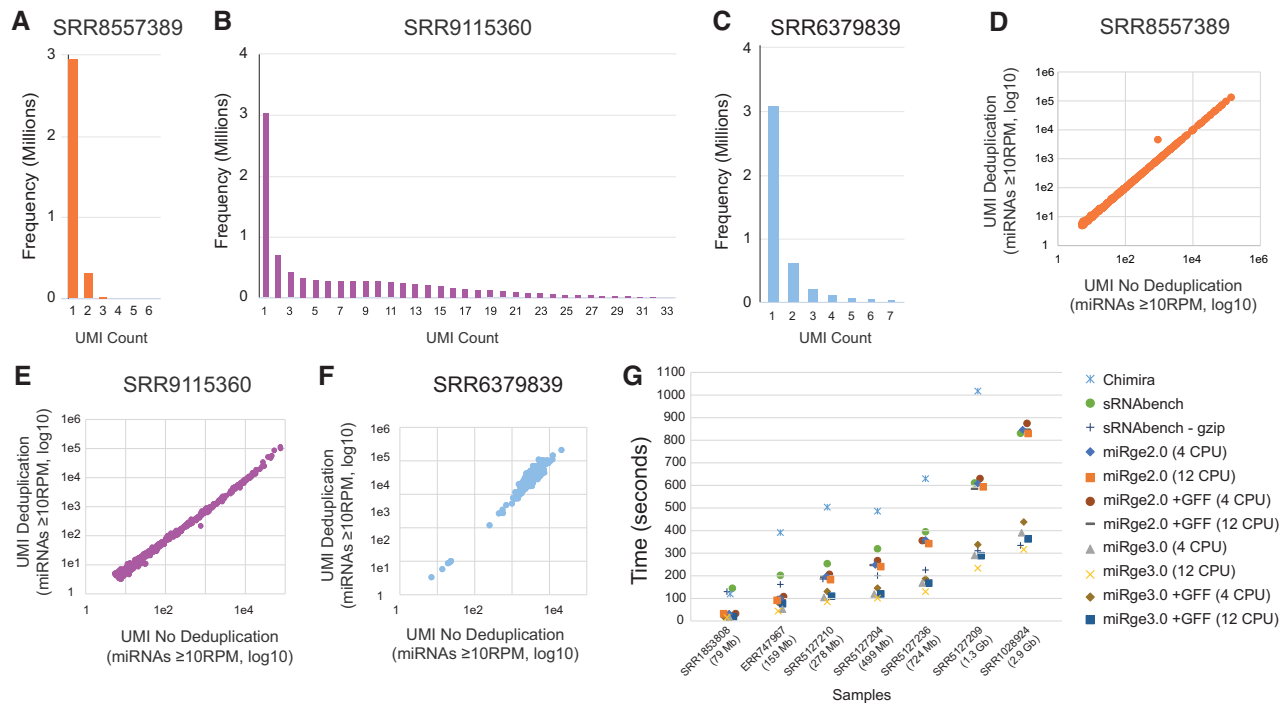 A
SRR8557389
3
2
1
0
Frequency (Millions)
1 2 3 4 5 6
UMI Count
B
SRR9115360
4
3
2
1
0
Frequency (Millions)
1 3 5 7 9 11 13 15 17 19 21 23 25 27 29 31 33
UMI Count
C
SRR6379839
4
3
2
1
0
Frequency (Millions)
1 2 3 4 5 6 7
UMI Count
D
SRR8557389
UMI Deduplication
(miRNAs ≥10RPM, log10)
1e6
1e5
1e4
1e3
1e2
1e1
1
1 1e2 1e4 1e6
UMI No Deduplication
(miRNAs ≥10RPM, log10)
E
SRR9115360
UMI Deduplication
(miRNAs ≥10RPM, log10)
1e6
1e5
1e4
1e3
1e2
1e1
1
1 1e2 1e4
UMI No Deduplication
(miRNAs ≥10RPM, log10)
F
SRR6379839
UMI Deduplication
(miRNAs ≥10RPM, log10)
1e6
1e5
1e4
1e3
1e2
1e1
1
1 1e2 1e4
UMI No Deduplication
(miRNAs ≥10RPM, log10)
G
Time (seconds)
1100
1000
900
800
700
600
500
400
300
200
100
0
SRR1853808
(79 Mb)
ERR747967
(159 Mb)
SRR5127210
(278 Mb)
SRR5127204
(499 Mb)
SRR5127236
(724 Mb)
SRR5127209
(1.3 Gb)
SRR1028924
(2.9 Gb)
Samples
Chimira
sRNAbench
sRNAbench - gzip
miRge2.0 (4 CPU)
miRge2.0 (12 CPU)
miRge2.0 +GFF (4 CPU)
miRge2.0 +GFF (12 CPU)
miRge3.0 (4 CPU)
miRge3.0 (12 CPU)
miRge3.0 +GFF (4 CPU)
miRge3.0 +GFF (12 CPU)